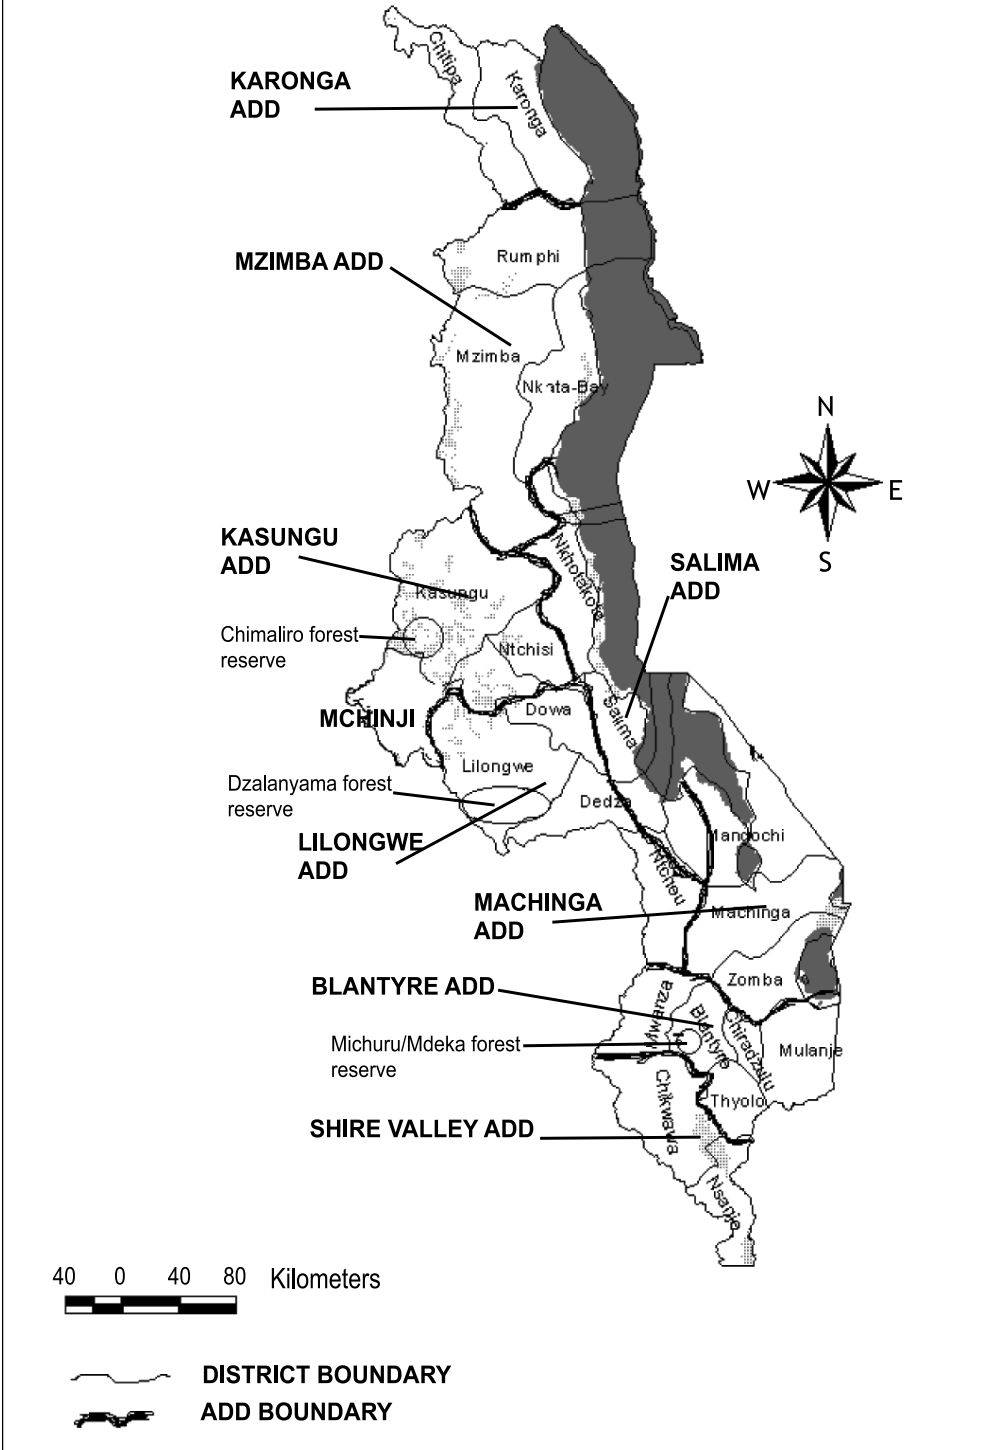 Chitipa
KARONGA
ADD
Karonga
Rumphi
MZIMBA ADD
Mzimba
Nkhata-Bay
N
W
E
S
KASUNGU
ADD
Nkhotakota
SALIMA
ADD
Kasungu
Chimaliro forest
reserve
Ntchisi
MCHINJI
Dowa
Salima
Lilongwe
Dzalanyama forest
reserve
Dedza
LILONGWE
ADD
Mangochi
Ntcheu
MACHINGA
ADD
Machinga
Zomba
BLANTYRE ADD
Mwanza
Blantyre
Chiradzulu
Michuru/Mdeka forest
reserve
Mulanje
Chikwawa
Thyolo
SHIRE VALLEY ADD
Nsanje
40 0 40 80 Kilometers
DISTRICT BOUNDARY
ADD BOUNDARY